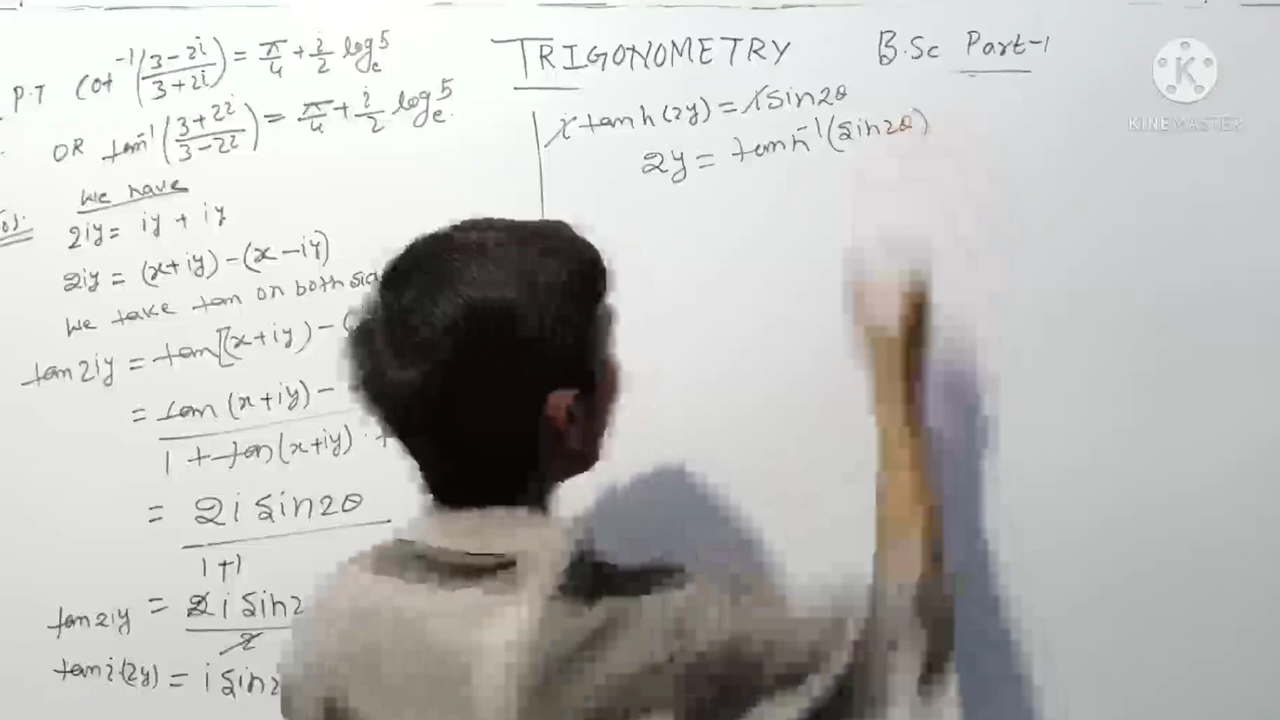 TRIGONOMETRY B.Sc Part-1
P.T Cot⁻¹(3-2i/3+2i) = π/4 + i/2 logₑ5
OR tan⁻¹(3+2i/3-2i) = π/4 + i/2 logₑ5.
Sol.
We have
2iy = iy + iy
2iy = (x+iy) - (x-iy)
We take tan on both
tan 2iy = tan[(x+iy) - (
= tan (x+iy) -
1 + tan(x+iy) .
= 2i sin2θ
1+1
tan2iy = 2i sin2
2
tani(2y) = i sin2
i tanh(2y) = i sin2θ
2y = tanh⁻¹(sin2θ)
KINEMASTER